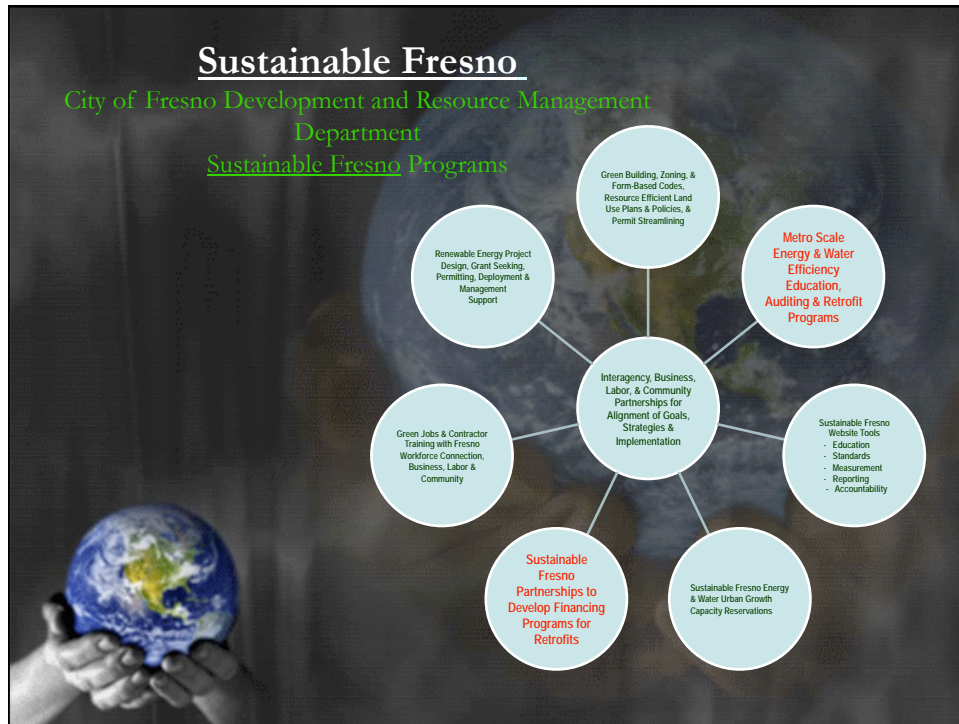 Sustainable Fresno
City of Fresno Development and Resource Management
Department
Sustainable Fresno Programs
Green Building, Zoning, &
Form-Based Codes,
Resource Efficient Land
Use Plans & Policies, &
Permit Streamlining
Metro Scale
Energy & Water
Efficiency
Education,
Auditing & Retrofit
Programs
Sustainable Fresno
Website Tools
- Education
- Standards
- Measurement
- Reporting
- Accountability
Sustainable Fresno Energy
& Water Urban Growth
Capacity Reservations
Sustainable
Fresno
Partnerships to
Develop Financing
Programs for
Retrofits
Green Jobs & Contractor
Training with Fresno
Workforce Connection,
Business, Labor &
Community
Renewable Energy Project
Design, Grant Seeking,
Permitting, Deployment &
Management
Support
Interagency, Business,
Labor, & Community
Partnerships for
Alignment of Goals,
Strategies &
Implementation